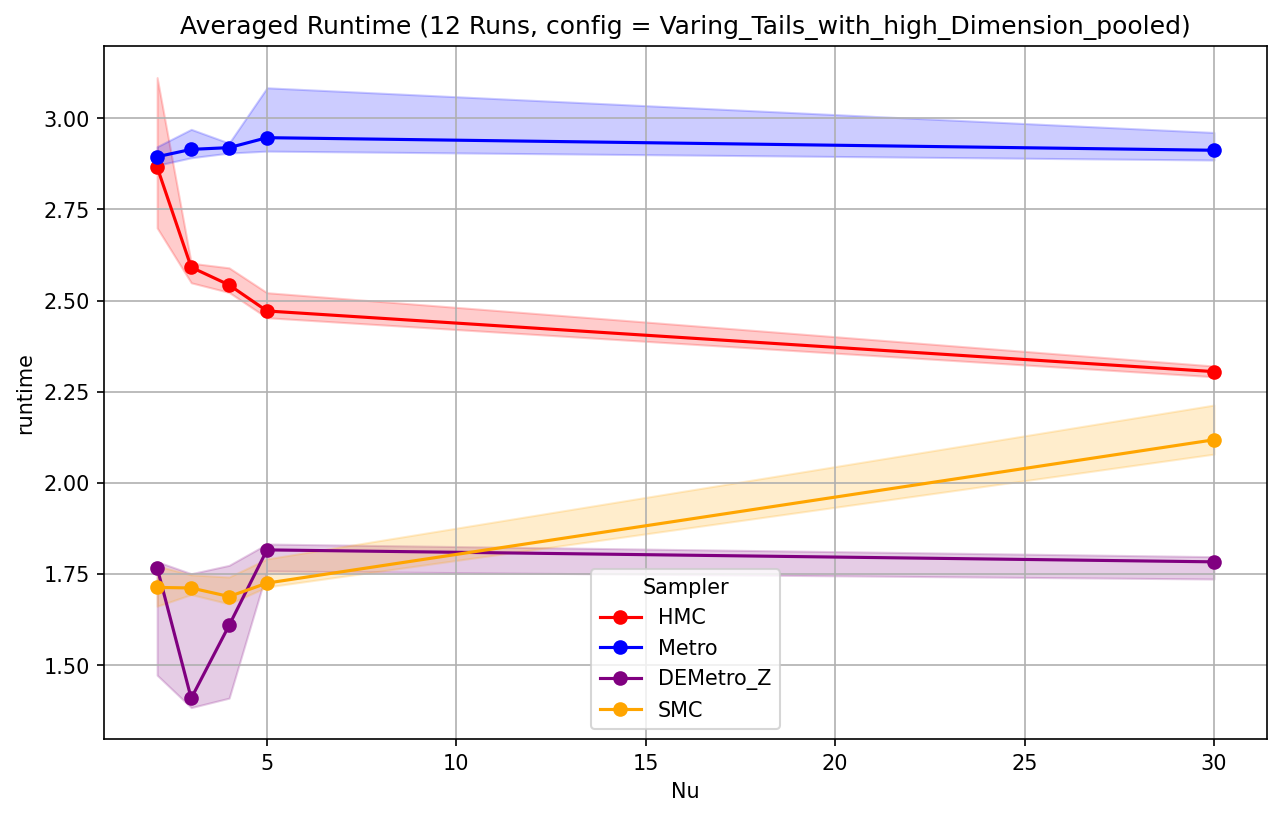 Averaged Runtime (12 Runs, config = Varing_Tails_with_high_Dimension_pooled)
3.00
2.75
2.50
2.25
2.00
1.75
1.50
runtime
Sampler
HMC
Metro
DEMetro_Z
SMC
5 10 15 20 25 30
Nu